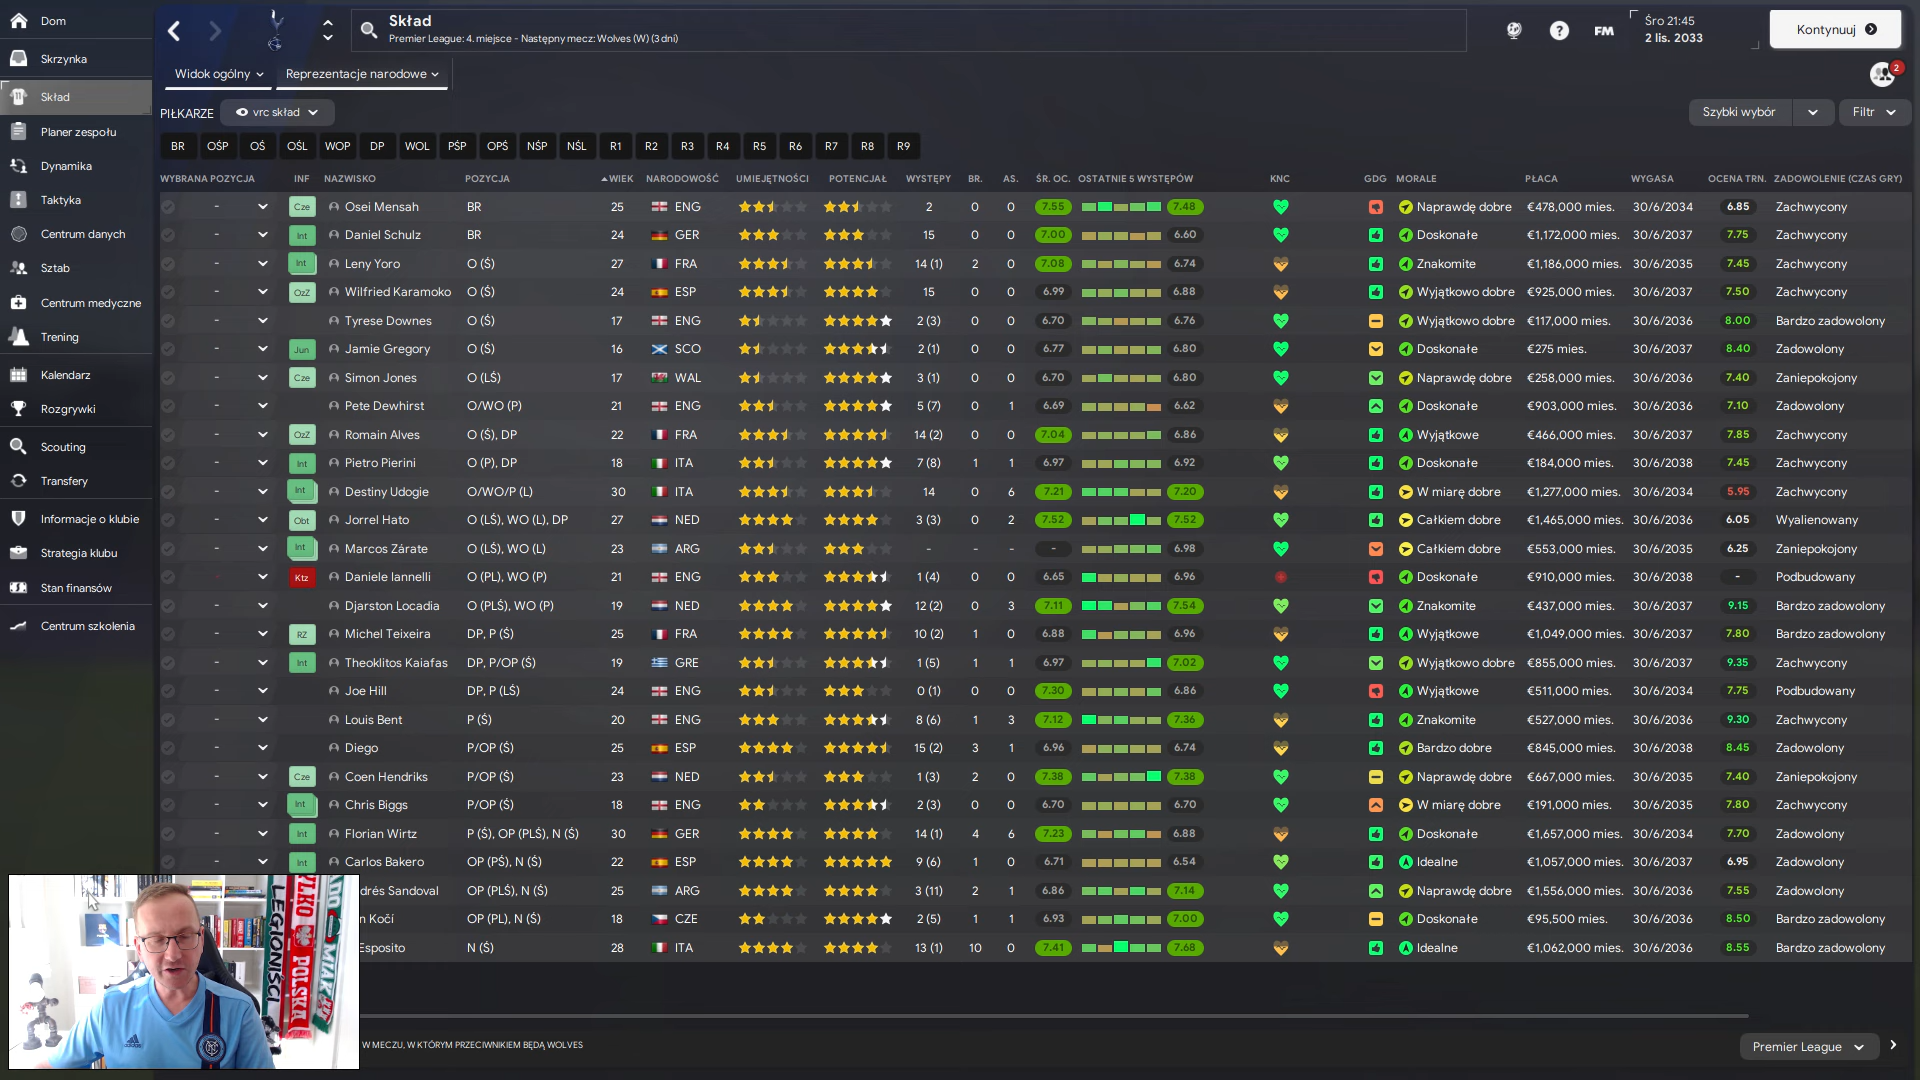 Dom
Skrzynka
Skład
Planer zespołu
Dynamika
Taktyka
Centrum danych
Sztab
Centrum medyczne
Trening
Kalendarz
Rozgrywki
Scouting
Transfery
Informacje o klubie
Strategia klubu
Stan finansów
Centrum szkolenia
Skład
Premier League: 4. miejsce - Następny mecz: Wolves (W) (3 dni)
FM
Śro 21:45
2 lis. 2033
Kontynuuj
2
Widok ogólny Reprezentacje narodowe
PIŁKARZE vrc skład Szybki wybór Filtr
BR OŚP OŚ OŚL WOP DP WOL PŚP OPŚ NŚP NŚL R1 R2 R3 R4 R5 R6 R7 R8 R9
WYBRANA POZYCJA INF NAZWISKO POZYCJA WIEK NARODOWOŚĆ UMIEJĘTNOŚCI POTENCJAŁ WYSTĘPY BR. AS. ŚR. OC. OSTATNIE 5 WYSTĘPÓW KNC GDG MORALE PŁACA WYGASA OCENA TRN. ZADOWOLENIE (CZAS GRY)
- Cze Osei Mensah BR 25 ENG 2 0 0 7.55 7.48 Naprawdę dobre €478,000 mies. 30/6/2034 6.85 Zachwycony
- Int Daniel Schulz BR 24 GER 15 0 0 7.00 6.60 Doskonałe €1,172,000 mies. 30/6/2037 7.75 Zachwycony
- Int Leny Yoro O (Ś) 27 FRA 14 (1) 2 0 7.08 6.74 Znakomite €1,186,000 mies. 30/6/2035 7.45 Zachwycony
- OzZ Wilfried Karamoko O (Ś) 24 ESP 15 0 0 6.99 6.88 Wyjątkowo dobre €925,000 mies. 30/6/2037 7.50 Zachwycony
- Tyrese Downes O (Ś) 17 ENG 2 (3) 0 0 6.70 6.76 Wyjątkowo dobre €117,000 mies. 30/6/2036 8.00 Bardzo zadowolony
- Jun Jamie Gregory O (Ś) 16 SCO 2 (1) 0 0 6.77 6.80 Doskonałe €275 mies. 30/6/2037 8.40 Zadowolony
- Cze Simon Jones O (LŚ) 17 WAL 3 (1) 0 0 6.70 6.80 Naprawdę dobre €258,000 mies. 30/6/2036 7.40 Zaniepokojony
- Pete Dewhirst O/WO (P) 21 ENG 5 (7) 0 1 6.69 6.62 Doskonałe €903,000 mies. 30/6/2036 7.10 Zadowolony
- OzZ Romain Alves O (Ś), DP 22 FRA 14 (2) 0 0 7.04 6.86 Wyjątkowe €466,000 mies. 30/6/2037 7.85 Zachwycony
- Int Pietro Pierini O (P), DP 18 ITA 7 (8) 1 1 6.97 6.92 Doskonałe €184,000 mies. 30/6/2038 7.45 Zachwycony
- Int Destiny Udogie O/WO/P (L) 30 ITA 14 0 6 7.21 7.20 W miarę dobre €1,277,000 mies. 30/6/2034 5.95 Zachwycony
- Obt Jorrel Hato O (LŚ), WO (L), DP 27 NED 3 (3) 0 2 7.52 7.52 Całkiem dobre €1,465,000 mies. 30/6/2036 6.05 Wyalienowany
- Int Marcos Zárate O (LŚ), WO (L) 23 ARG - - - - 6.98 Całkiem dobre €553,000 mies. 30/6/2035 6.25 Zaniepokojony
- Ktz Daniele Iannelli O (PL), WO (P) 21 ENG 1 (4) 0 0 6.65 6.96 Doskonałe €910,000 mies. 30/6/2038 - Podbudowany
- Djarston Locadia O (PLŚ), WO (P) 19 NED 12 (2) 0 3 7.11 7.54 Znakomite €437,000 mies. 30/6/2037 9.15 Bardzo zadowolony
- RZ Michel Teixeira DP, P (Ś) 25 FRA 10 (2) 1 0 6.88 6.96 Wyjątkowe €1,049,000 mies. 30/6/2037 7.80 Bardzo zadowolony
- Int Theoklitos Kaiafas DP, P/OP (Ś) 19 GRE 1 (5) 1 1 6.97 7.02 Wyjątkowo dobre €855,000 mies. 30/6/2037 9.35 Zachwycony
- Joe Hill DP, P (LŚ) 24 ENG 0 (1) 0 0 7.30 6.86 Wyjątkowe €511,000 mies. 30/6/2034 7.75 Podbudowany
- Louis Bent P (Ś) 20 ENG 8 (6) 1 3 7.12 7.36 Znakomite €527,000 mies. 30/6/2036 9.30 Zachwycony
- Diego P/OP (Ś) 25 ESP 15 (2) 3 1 6.96 6.74 Bardzo dobre €845,000 mies. 30/6/2038 8.45 Zadowolony
- Cze Coen Hendriks P/OP (Ś) 23 NED 1 (3) 2 0 7.38 7.38 Naprawdę dobre €667,000 mies. 30/6/2035 7.40 Zaniepokojony
- Int Chris Biggs P/OP (Ś) 18 ENG 2 (3) 0 0 6.70 6.70 W miarę dobre €191,000 mies. 30/6/2035 7.80 Zachwycony
- Int Florian Wirtz P (Ś), OP (PLŚ), N (Ś) 30 GER 14 (1) 4 6 7.23 6.88 Doskonałe €1,657,000 mies. 30/6/2034 7.70 Zadowolony
- Int Carlos Bakero OP (PŚ), N (Ś) 22 ESP 9 (6) 1 0 6.71 6.54 Idealne €1,057,000 mies. 30/6/2037 6.95 Zadowolony
drés Sandoval OP (PLŚ), N (Ś) 25 ARG 3 (11) 2 1 6.86 7.14 Naprawdę dobre €1,556,000 mies. 30/6/2036 7.55 Zadowolony
n Kočí OP (PL), N (Ś) 18 CZE 2 (5) 1 1 6.93 7.00 Doskonałe €95,500 mies. 30/6/2036 8.50 Bardzo zadowolony
Esposito N (Ś) 28 ITA 13 (1) 10 0 7.41 7.68 Idealne €1,062,000 mies. 30/6/2036 8.55 Bardzo zadowolony
LEGIONIŚCI
POLSKA
W MECZU, W KTÓRYM PRZECIWNIKIEM BĘDĄ WOLVES
Premier League